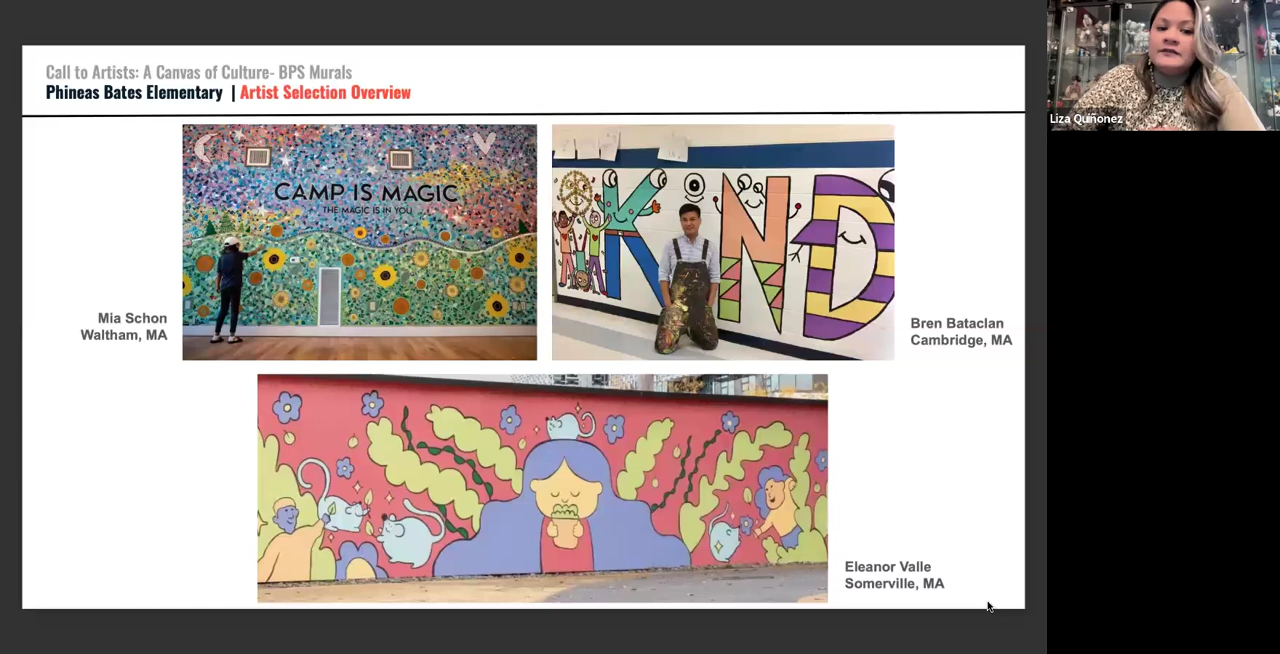 Call to Artists: A Canvas of Culture- BPS Murals
Phineas Bates Elementary | Artist Selection Overview
Liza Quiñonez
CAMP IS MAGIC
THE MAGIC IS IN YOU
KIND
Mia Schon
Waltham, MA
Bren Bataclan
Cambridge, MA
Eleanor Valle
Somerville, MA